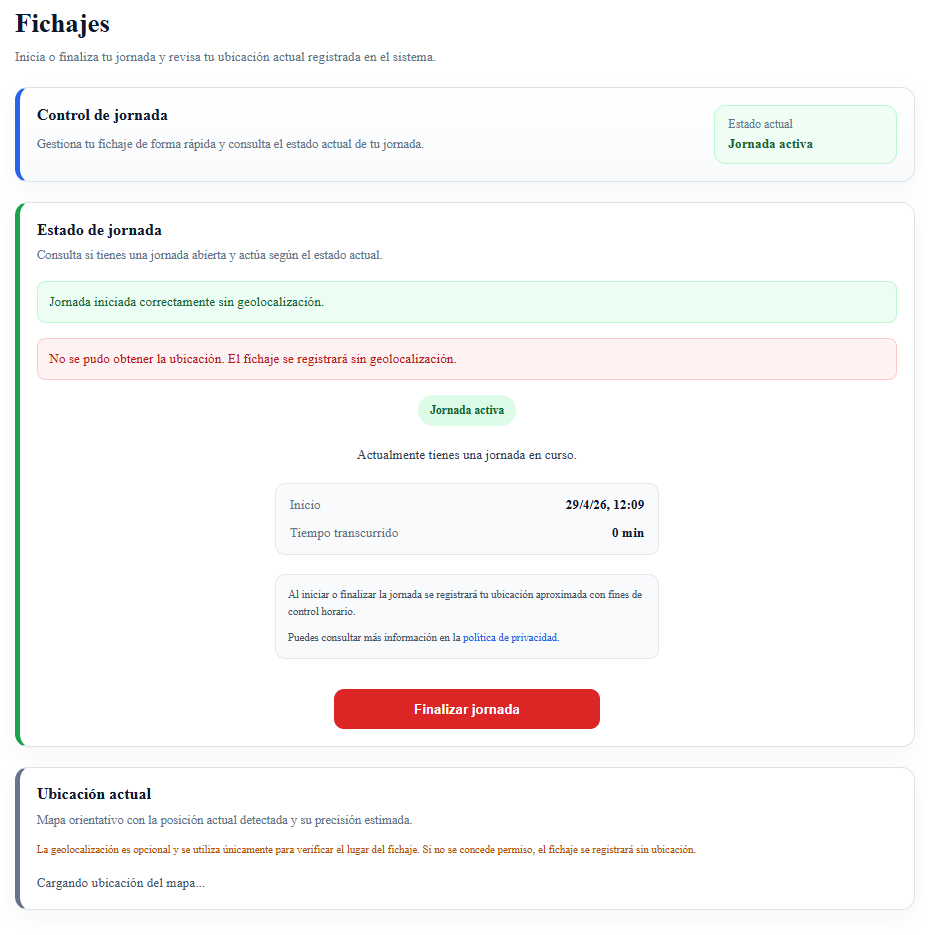 Fichajes
Inicia o finaliza tu jornada y revisa tu ubicación actual registrada en el sistema.
Control de jornada
Gestiona tu fichaje de forma rápida y consulta el estado actual de tu jornada.
Estado actual
Jornada activa
Estado de jornada
Consulta si tienes una jornada abierta y actúa según el estado actual.
Jornada iniciada correctamente sin geolocalización.
No se pudo obtener la ubicación. El fichaje se registrará sin geolocalización.
Jornada activa
Actualmente tienes una jornada en curso.
Inicio 29/4/26, 12:09
Tiempo transcurrido 0 min
Al iniciar o finalizar la jornada se registrará tu ubicación aproximada con fines de
control horario.
Puedes consultar más información en la política de privacidad.
Finalizar jornada
Ubicación actual
Mapa orientativo con la posición actual detectada y su precisión estimada.
La geolocalización es opcional y se utiliza únicamente para verificar el lugar del fichaje. Si no se concede permiso, el fichaje se registrará sin ubicación.
Cargando ubicación del mapa...